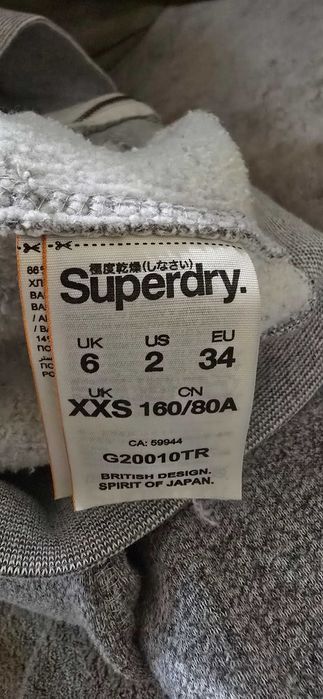 極度乾燥(しなさい)
Superdry.
UK US EU
6 2 34
UK CN
XXS 160/80A
CA: 59944
G20010TR
BRITISH DESIGN.
SPIRIT OF JAPAN.